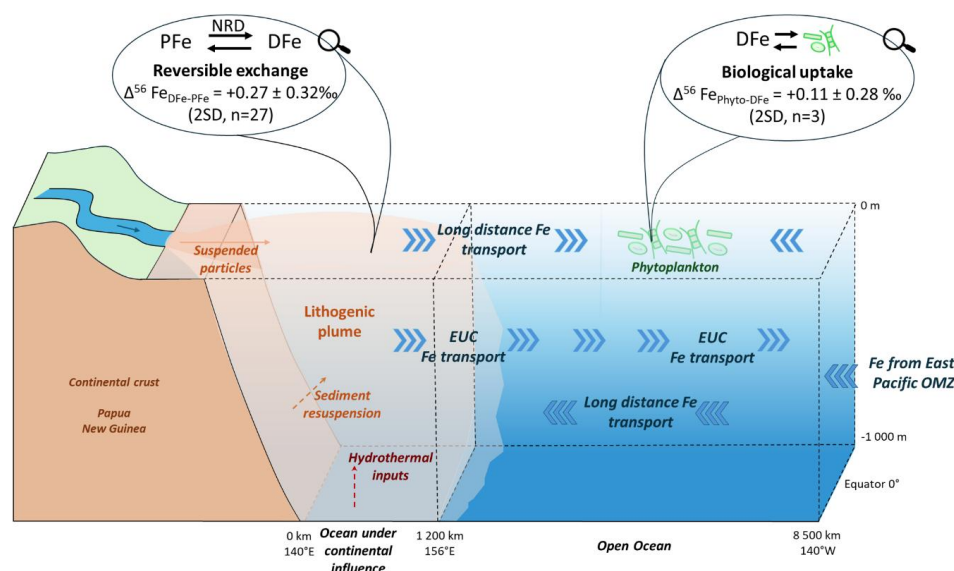 NRD
PFe DFe
Reversible exchange
Δ⁵⁶ Fe_DFe-PFe = +0.27 ± 0.32‰
(2SD, n=27)
DFe
Biological uptake
Δ⁵⁶ Fe_Phyto-DFe = +0.11 ± 0.28 ‰
(2SD, n=3)
0 m
Suspended
particles
Long distance Fe
transport
Phytoplankton
Lithogenic
plume
EUC
Fe transport
EUC
Fe transport
Fe from East
Pacific OMZ
Continental crust
Papua
New Guinea
Sediment
resuspension
Long distance Fe
transport
-1 000 m
Hydrothermal
inputs
Equator 0°
0 km
140°E
Ocean under
continental
influence
1 200 km
156°E
Open Ocean
8 500 km
140°W